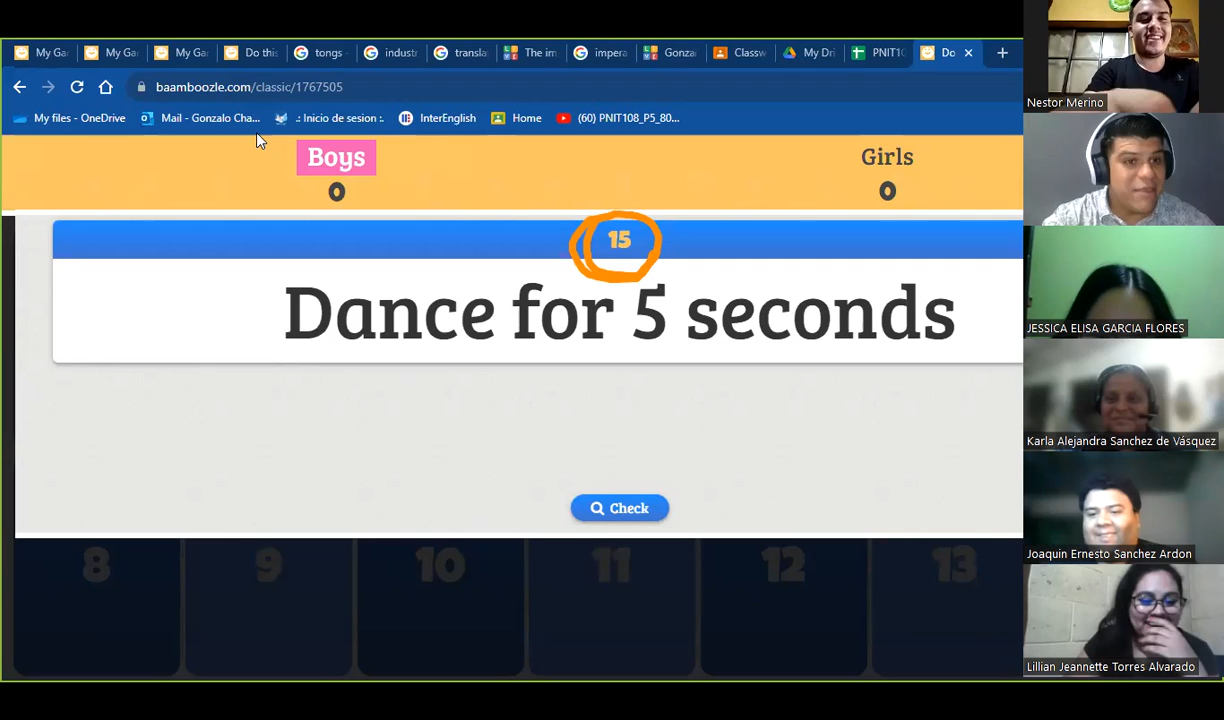 My Ga
My Ga
My Ga
Do this
tongs
industr
transla
The im
impera
Gonza
Classw
My Dri
PNIT10
Do
baamboozle.com/classic/1767505
My files - OneDrive
Mail - Gonzalo Cha...
.: Inicio de sesion :.
InterEnglish
Home
(60) PNIT108_P5_80...
Boys
0
Girls
0
15
Dance for 5 seconds
Check
8
9
10
11
12
13
Nestor Merino
JESSICA ELISA GARCIA FLORES
Karla Alejandra Sanchez de Vásquez
Joaquin Ernesto Sanchez Ardon
Lillian Jeannette Torres Alvarado